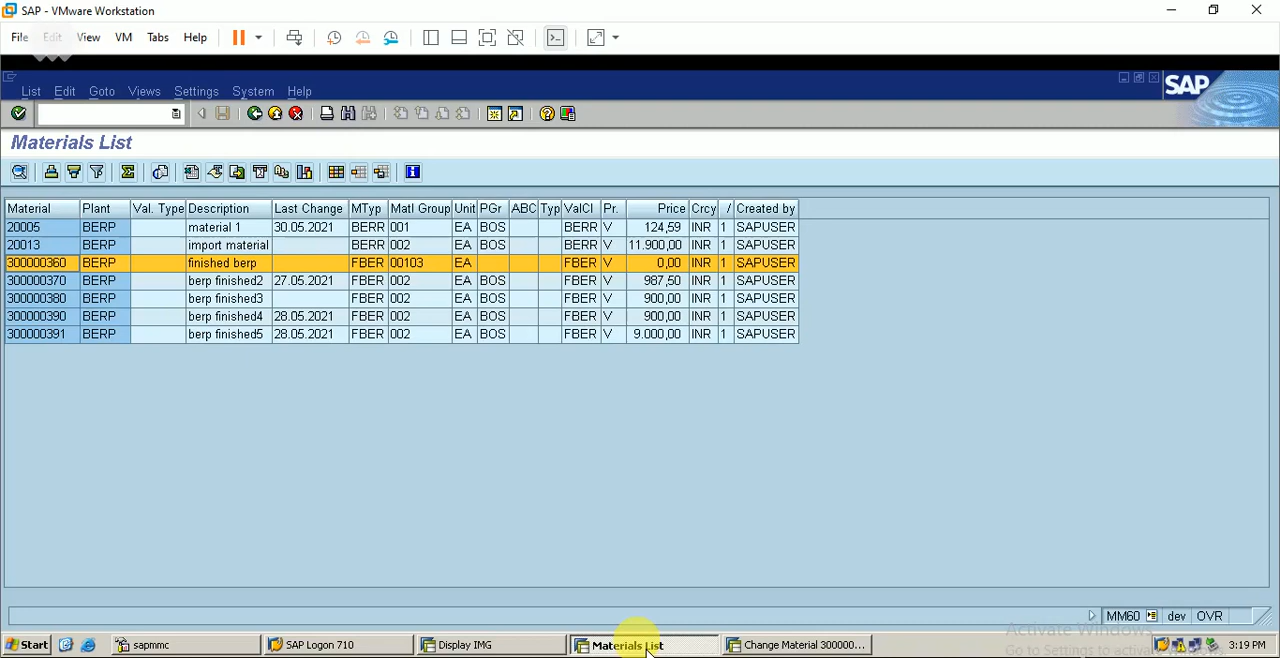 SAP - VMware Workstation
File Edit View VM Tabs Help
List Edit Goto Views Settings System Help
SAP
Materials List
Material Plant Val. Type Description Last Change MTyp Matl Group Unit PGr ABC Typ ValCl Pr. Price Crcy / Created by
20005 BERP material 1 30.05.2021 BERR 001 EA BOS BERR V 124,59 INR 1 SAPUSER
20013 BERP import material BERR 002 EA BOS BERR V 11.900,00 INR 1 SAPUSER
300000360 BERP finished berp FBER 00103 EA FBER V 0,00 INR 1 SAPUSER
300000370 BERP berp finished2 27.05.2021 FBER 002 EA BOS FBER V 987,50 INR 1 SAPUSER
300000380 BERP berp finished3 FBER 002 EA BOS FBER V 900,00 INR 1 SAPUSER
300000390 BERP berp finished4 28.05.2021 FBER 002 EA BOS FBER V 900,00 INR 1 SAPUSER
300000391 BERP berp finished5 28.05.2021 FBER 002 EA BOS FBER V 9.000,00 INR 1 SAPUSER
MM60 dev OVR
Activate Windows
Start sapmmc SAP Logon 710 Display IMG Materials List Change Material 300000... 3:19 PM
Go to Settings to activate